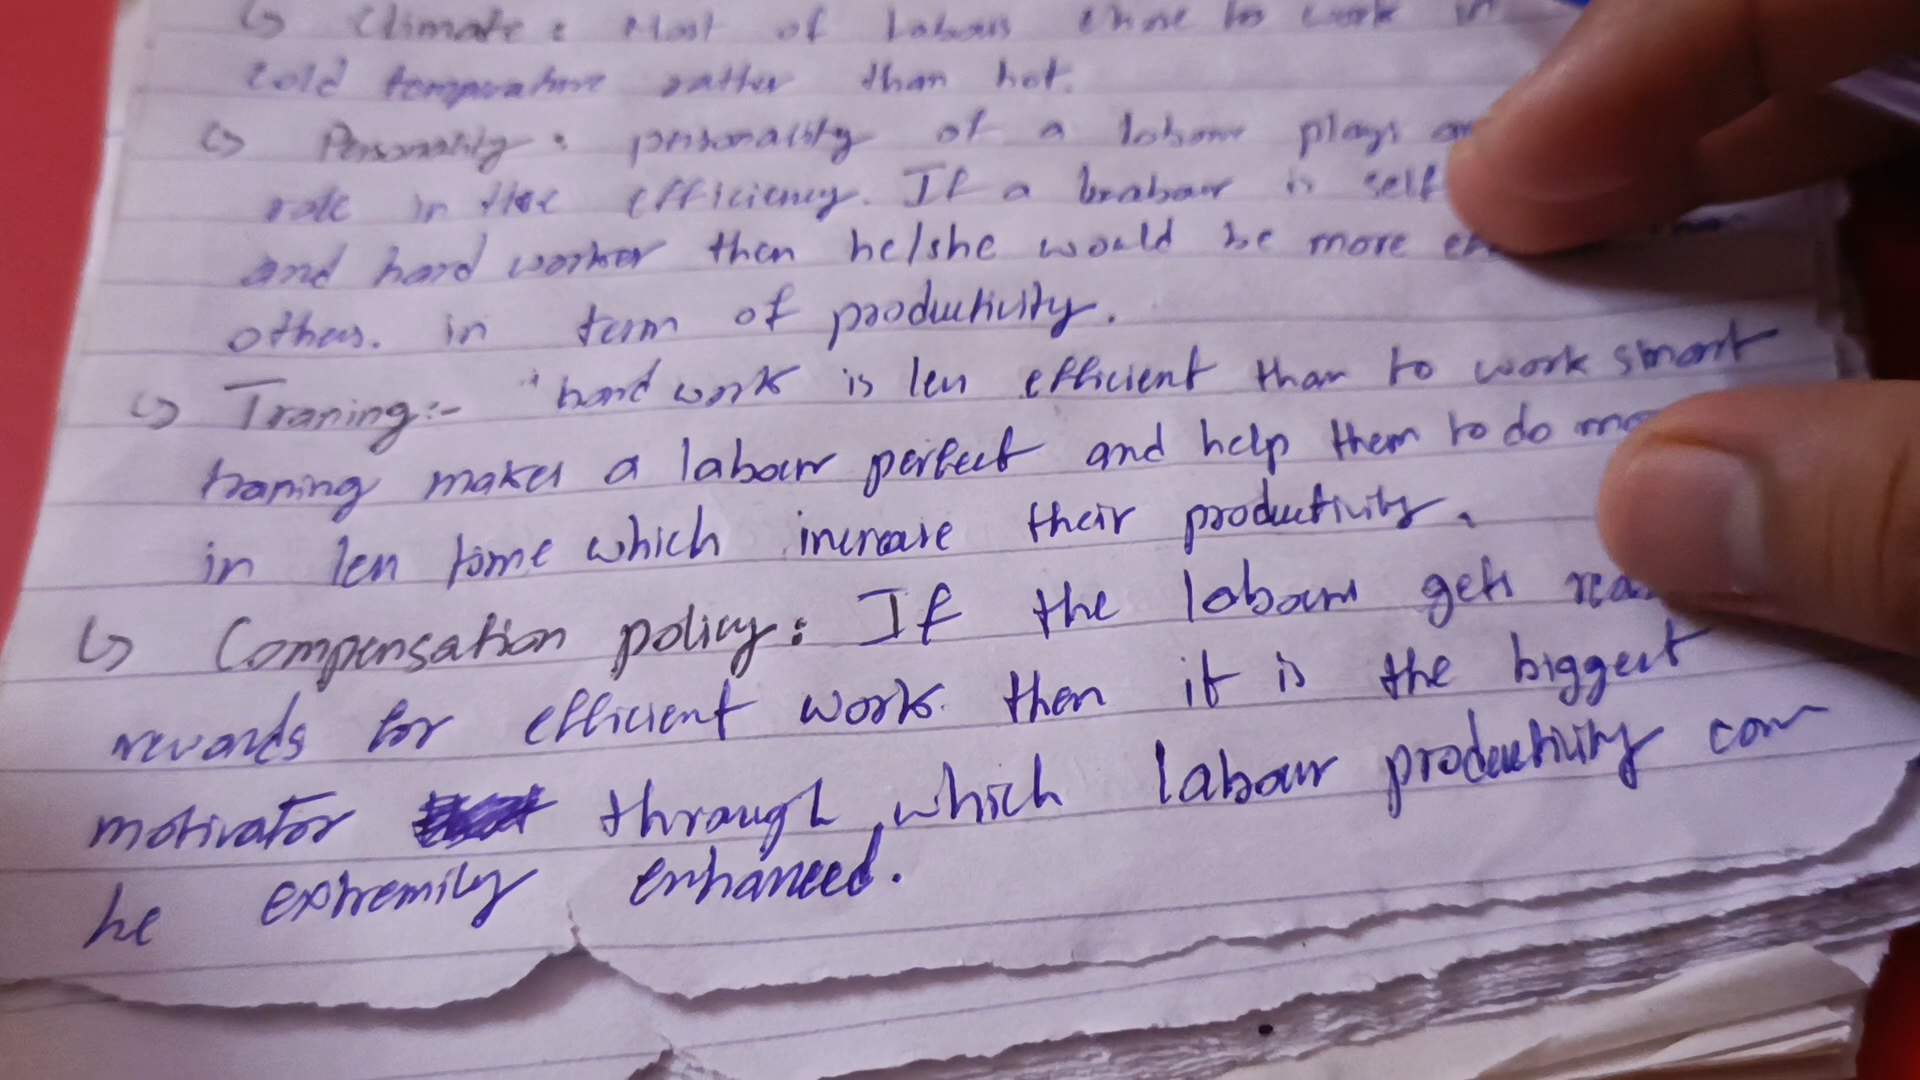 ↳ Climate: Most of labours chose to work in
cold temperature rather than hot.
↳ Personality: personality of a labour plays
role in the efficiency. If a labour is self
and hard worker then he/she would be more
others. in term of productivity.
↳ Traning:- hard work is less efficient than to work smart
traning makes a labour perfect and help them to do
in less time which increase their productivity.
↳ Compensation policy: If the labours gets
rewards for efficient work. then it is the biggest
motivator through which labour productivity can
be extremily enhanced.